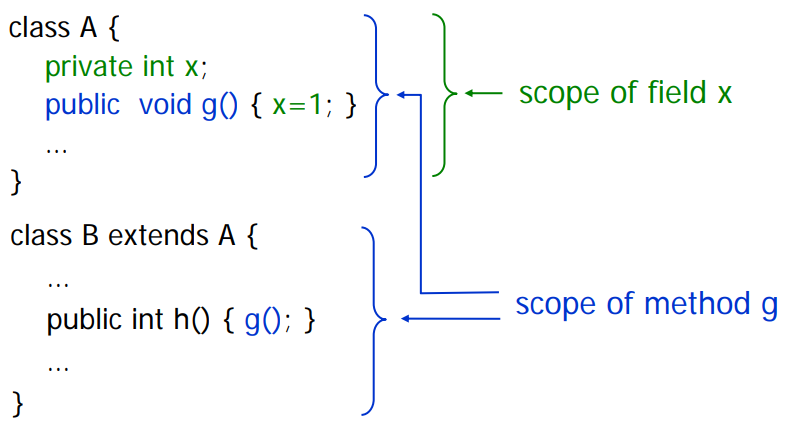 class A {
private int x;
public void g() { x=1; }
...
}
scope of field x
class B extends A {
...
public int h() { g(); }
...
}
scope of method g